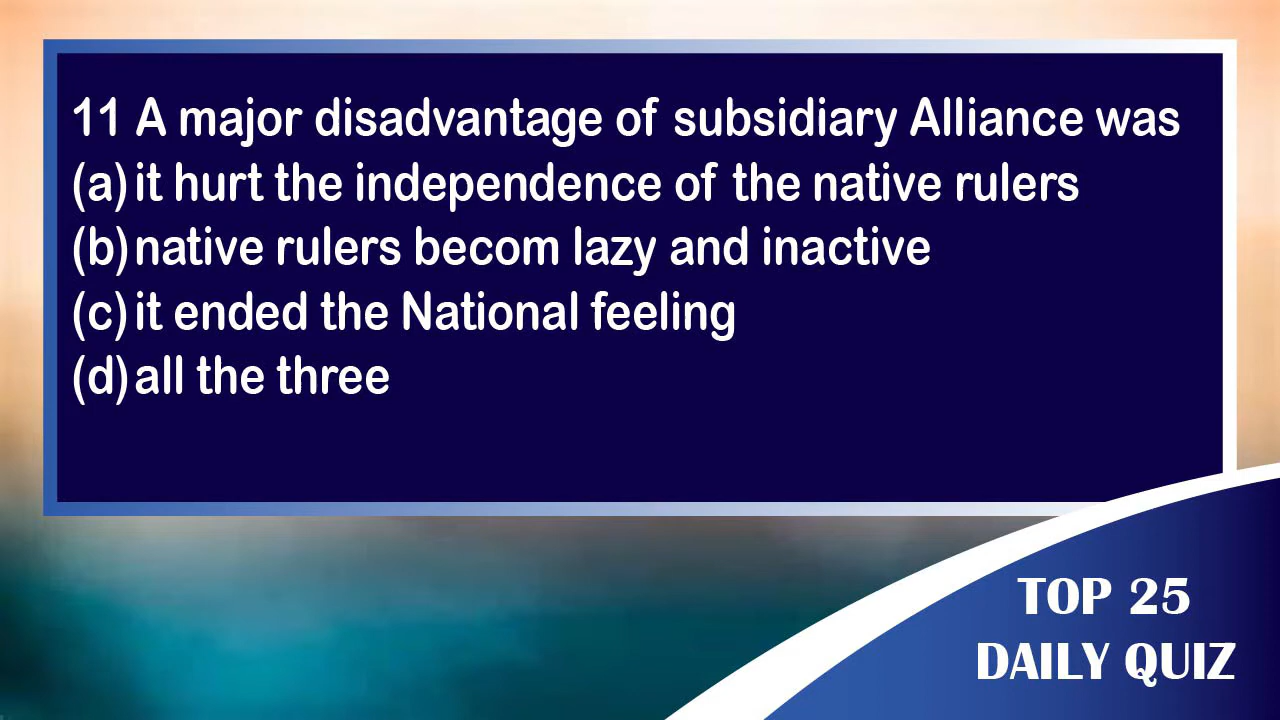 11 A major disadvantage of subsidiary Alliance was
(a) it hurt the independence of the native rulers
(b) native rulers becom lazy and inactive
(c) it ended the National feeling
(d) all the three
TOP 25
DAILY QUIZ